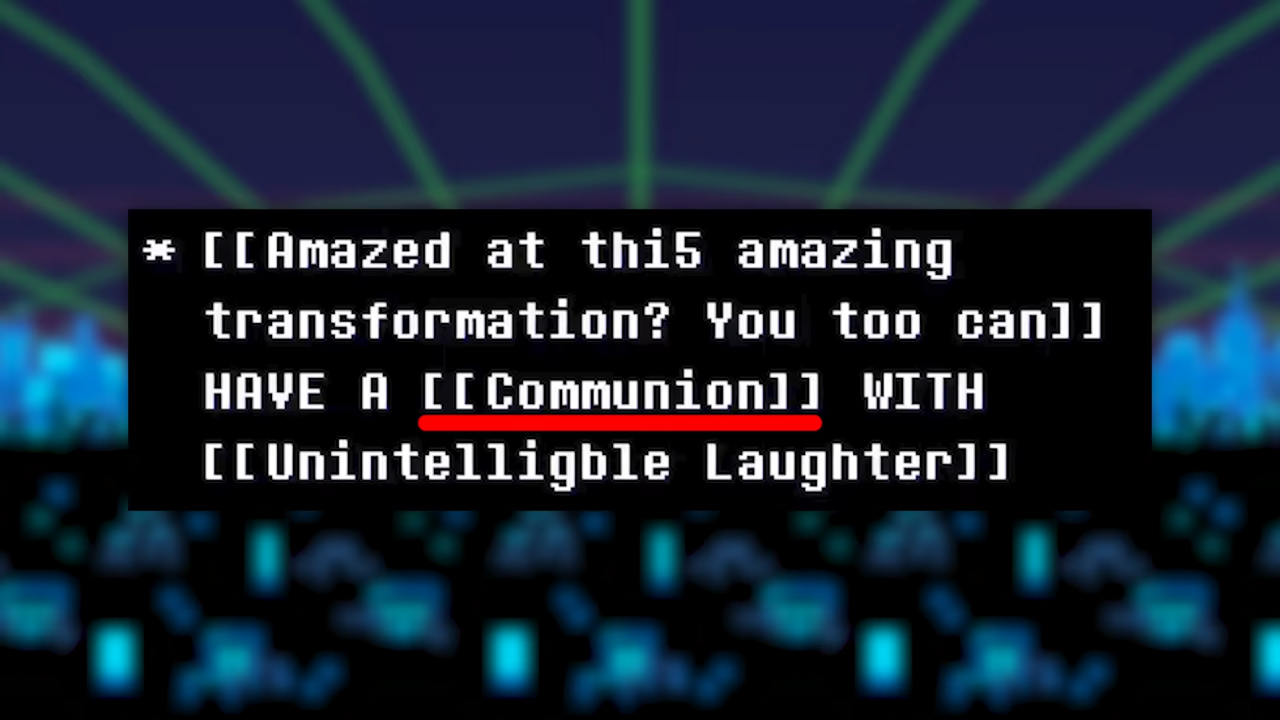 * [[Amazed at thi5 amazing
transformation? You too can]]
HAVE A [[Communion]] WITH
[[Unintelligble Laughter]]